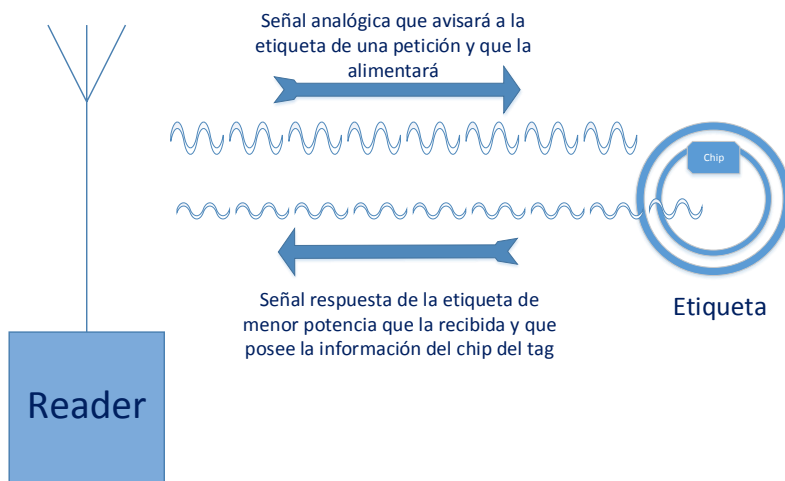 Señal analógica que avisará a la
etiqueta de una petición y que la
alimentará
Chip
Etiqueta
Señal respuesta de la etiqueta de
menor potencia que la recibida y que
posee la información del chip del tag
Reader